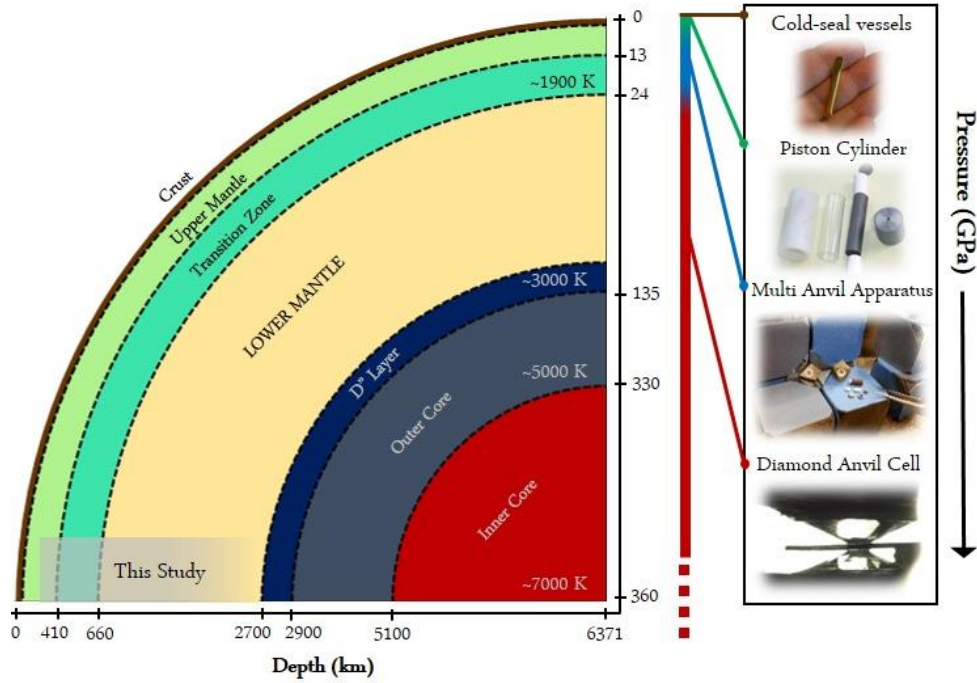 Crust
Upper Mantle
Transition Zone
LOWER MANTLE
D” Layer
Outer Core
Inner Core
This Study
~1900 K
~3000 K
~5000 K
~7000 K
0
13
24
135
330
360
0
410
660
2700
2900
5100
6371
Depth (km)
Cold-seal vessels
Piston Cylinder
Multi Anvil Apparatus
Diamond Anvil Cell
Pressure (GPa)